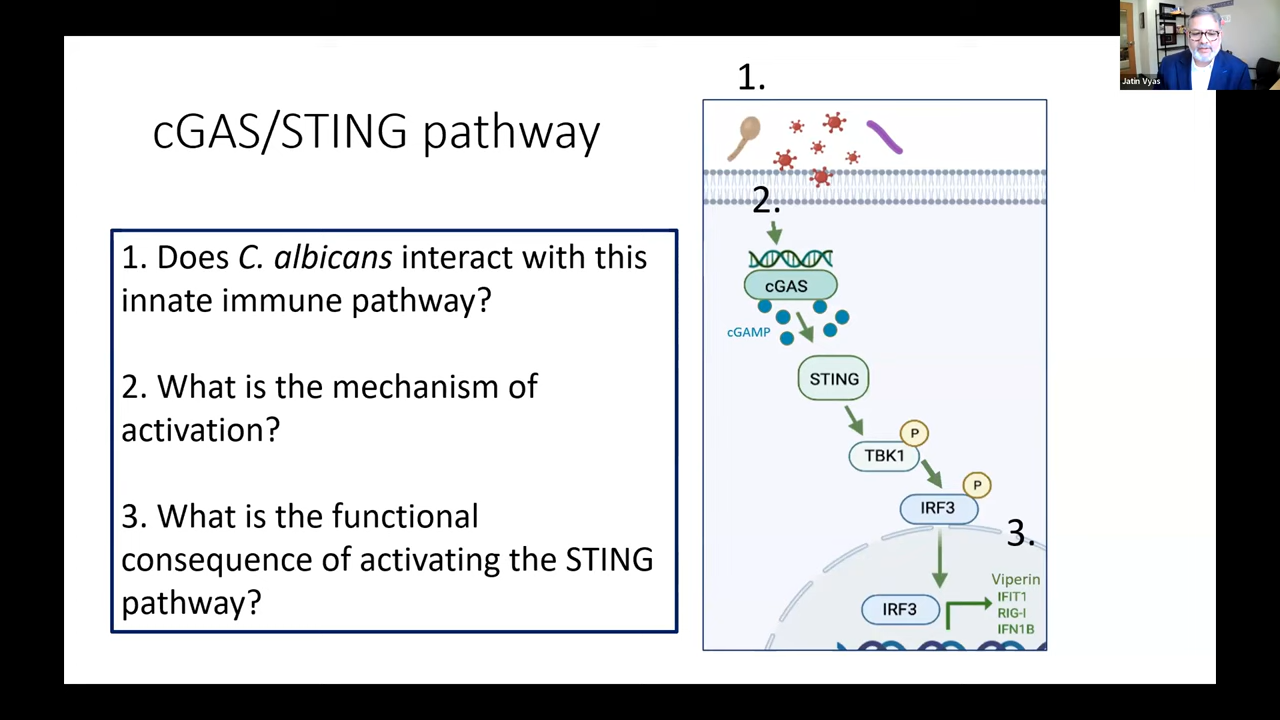 Jatin Vyas
cGAS/STING pathway
1. Does C. albicans interact with this
innate immune pathway?
2. What is the mechanism of
activation?
3. What is the functional
consequence of activating the STING
pathway?
1.
2.
cGAS
cGAMP
STING
P
TBK1
P
IRF3
3.
IRF3
Viperin
IFIT1
RIG-I
IFN1B